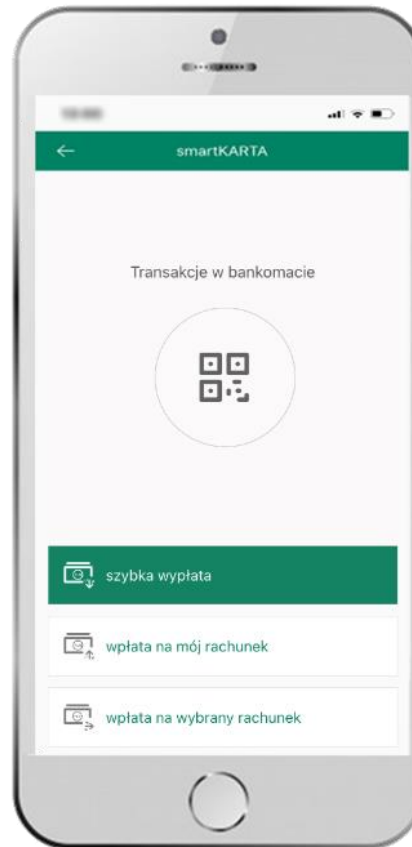 smartKARTA
Transakcje w bankomacie
szybka wypłata
wpłata na mój rachunek
wpłata na wybrany rachunek